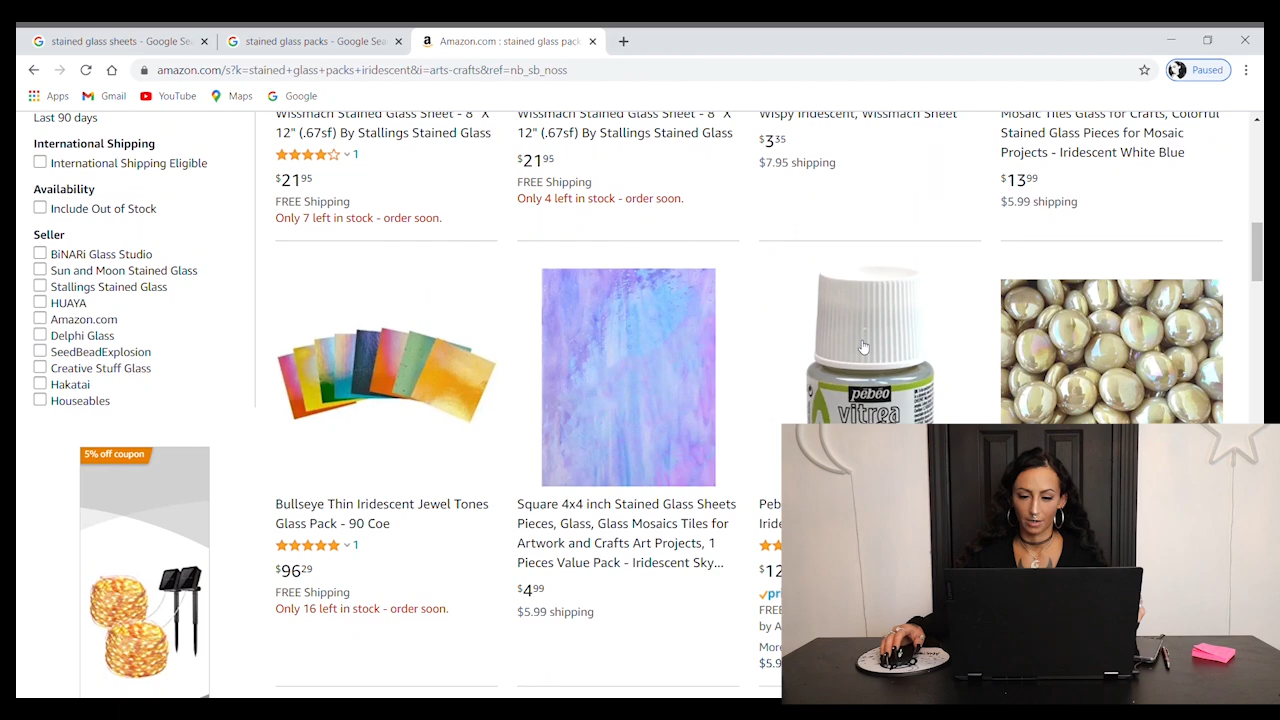 stained glass sheets - Google Se
stained glass packs - Google Sea
Amazon.com : stained glass pack
amazon.com/s?k=stained+glass+packs+iridescent&i=arts-crafts&ref=nb_sb_noss
Paused
Apps
Gmail
YouTube
Maps
Google
Last 90 days
International Shipping
International Shipping Eligible
Availability
Include Out of Stock
Seller
BiNARi Glass Studio
Sun and Moon Stained Glass
Stallings Stained Glass
HUAYA
Amazon.com
Delphi Glass
SeedBeadExplosion
Creative Stuff Glass
Hakatai
Houseables
5% off coupon
Wissmach Stained Glass Sheet - 8" X
12" (.67sf) By Stallings Stained Glass
1
$21.95
FREE Shipping
Only 7 left in stock - order soon.
Wissmach Stained Glass Sheet - 8" X
12" (.67sf) By Stallings Stained Glass
$21.95
FREE Shipping
Only 4 left in stock - order soon.
Wispy Iridescent, Wissmach Sheet
$3.35
$7.95 shipping
Mosaic Tiles Glass for Crafts, Colorful
Stained Glass Pieces for Mosaic
Projects - Iridescent White Blue
$13.99
$5.99 shipping
Bullseye Thin Iridescent Jewel Tones
Glass Pack - 90 Coe
1
$96.29
FREE Shipping
Only 16 left in stock - order soon.
Square 4x4 inch Stained Glass Sheets
Pieces, Glass, Glass Mosaics Tiles for
Artwork and Crafts Art Projects, 1
Pieces Value Pack - Iridescent Sky...
$4.99
$5.99 shipping
pébéo
vitrea
Peb
Iride
$12
pri
FREE
by A
More
$5.9